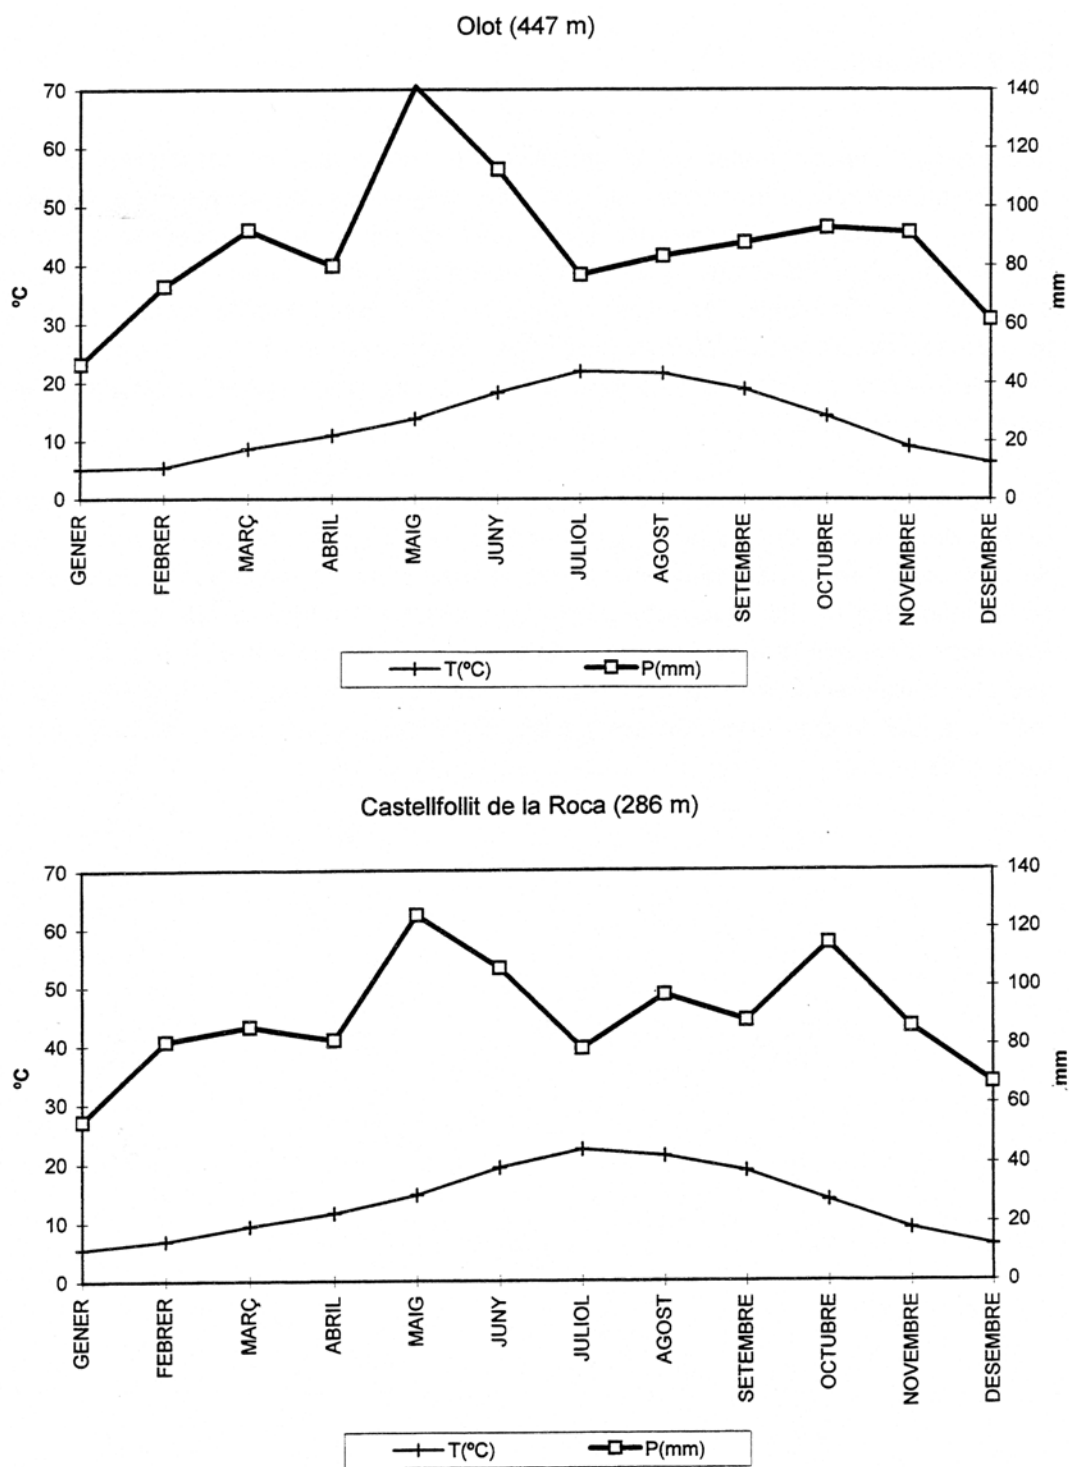 Olot (447 m)
70
60
50
40
30
20
10
0
ºC
140
120
100
80
60
40
20
0
mm
GENER
FEBRER
MARÇ
ABRIL
MAIG
JUNY
JULIOL
AGOST
SETEMBRE
OCTUBRE
NOVEMBRE
DESEMBRE
T(ºC) P(mm)
Castellfollit de la Roca (286 m)
70
60
50
40
30
20
10
0
ºC
140
120
100
80
60
40
20
0
mm
GENER
FEBRER
MARÇ
ABRIL
MAIG
JUNY
JULIOL
AGOST
SETEMBRE
OCTUBRE
NOVEMBRE
DESEMBRE
T(ºC) P(mm)